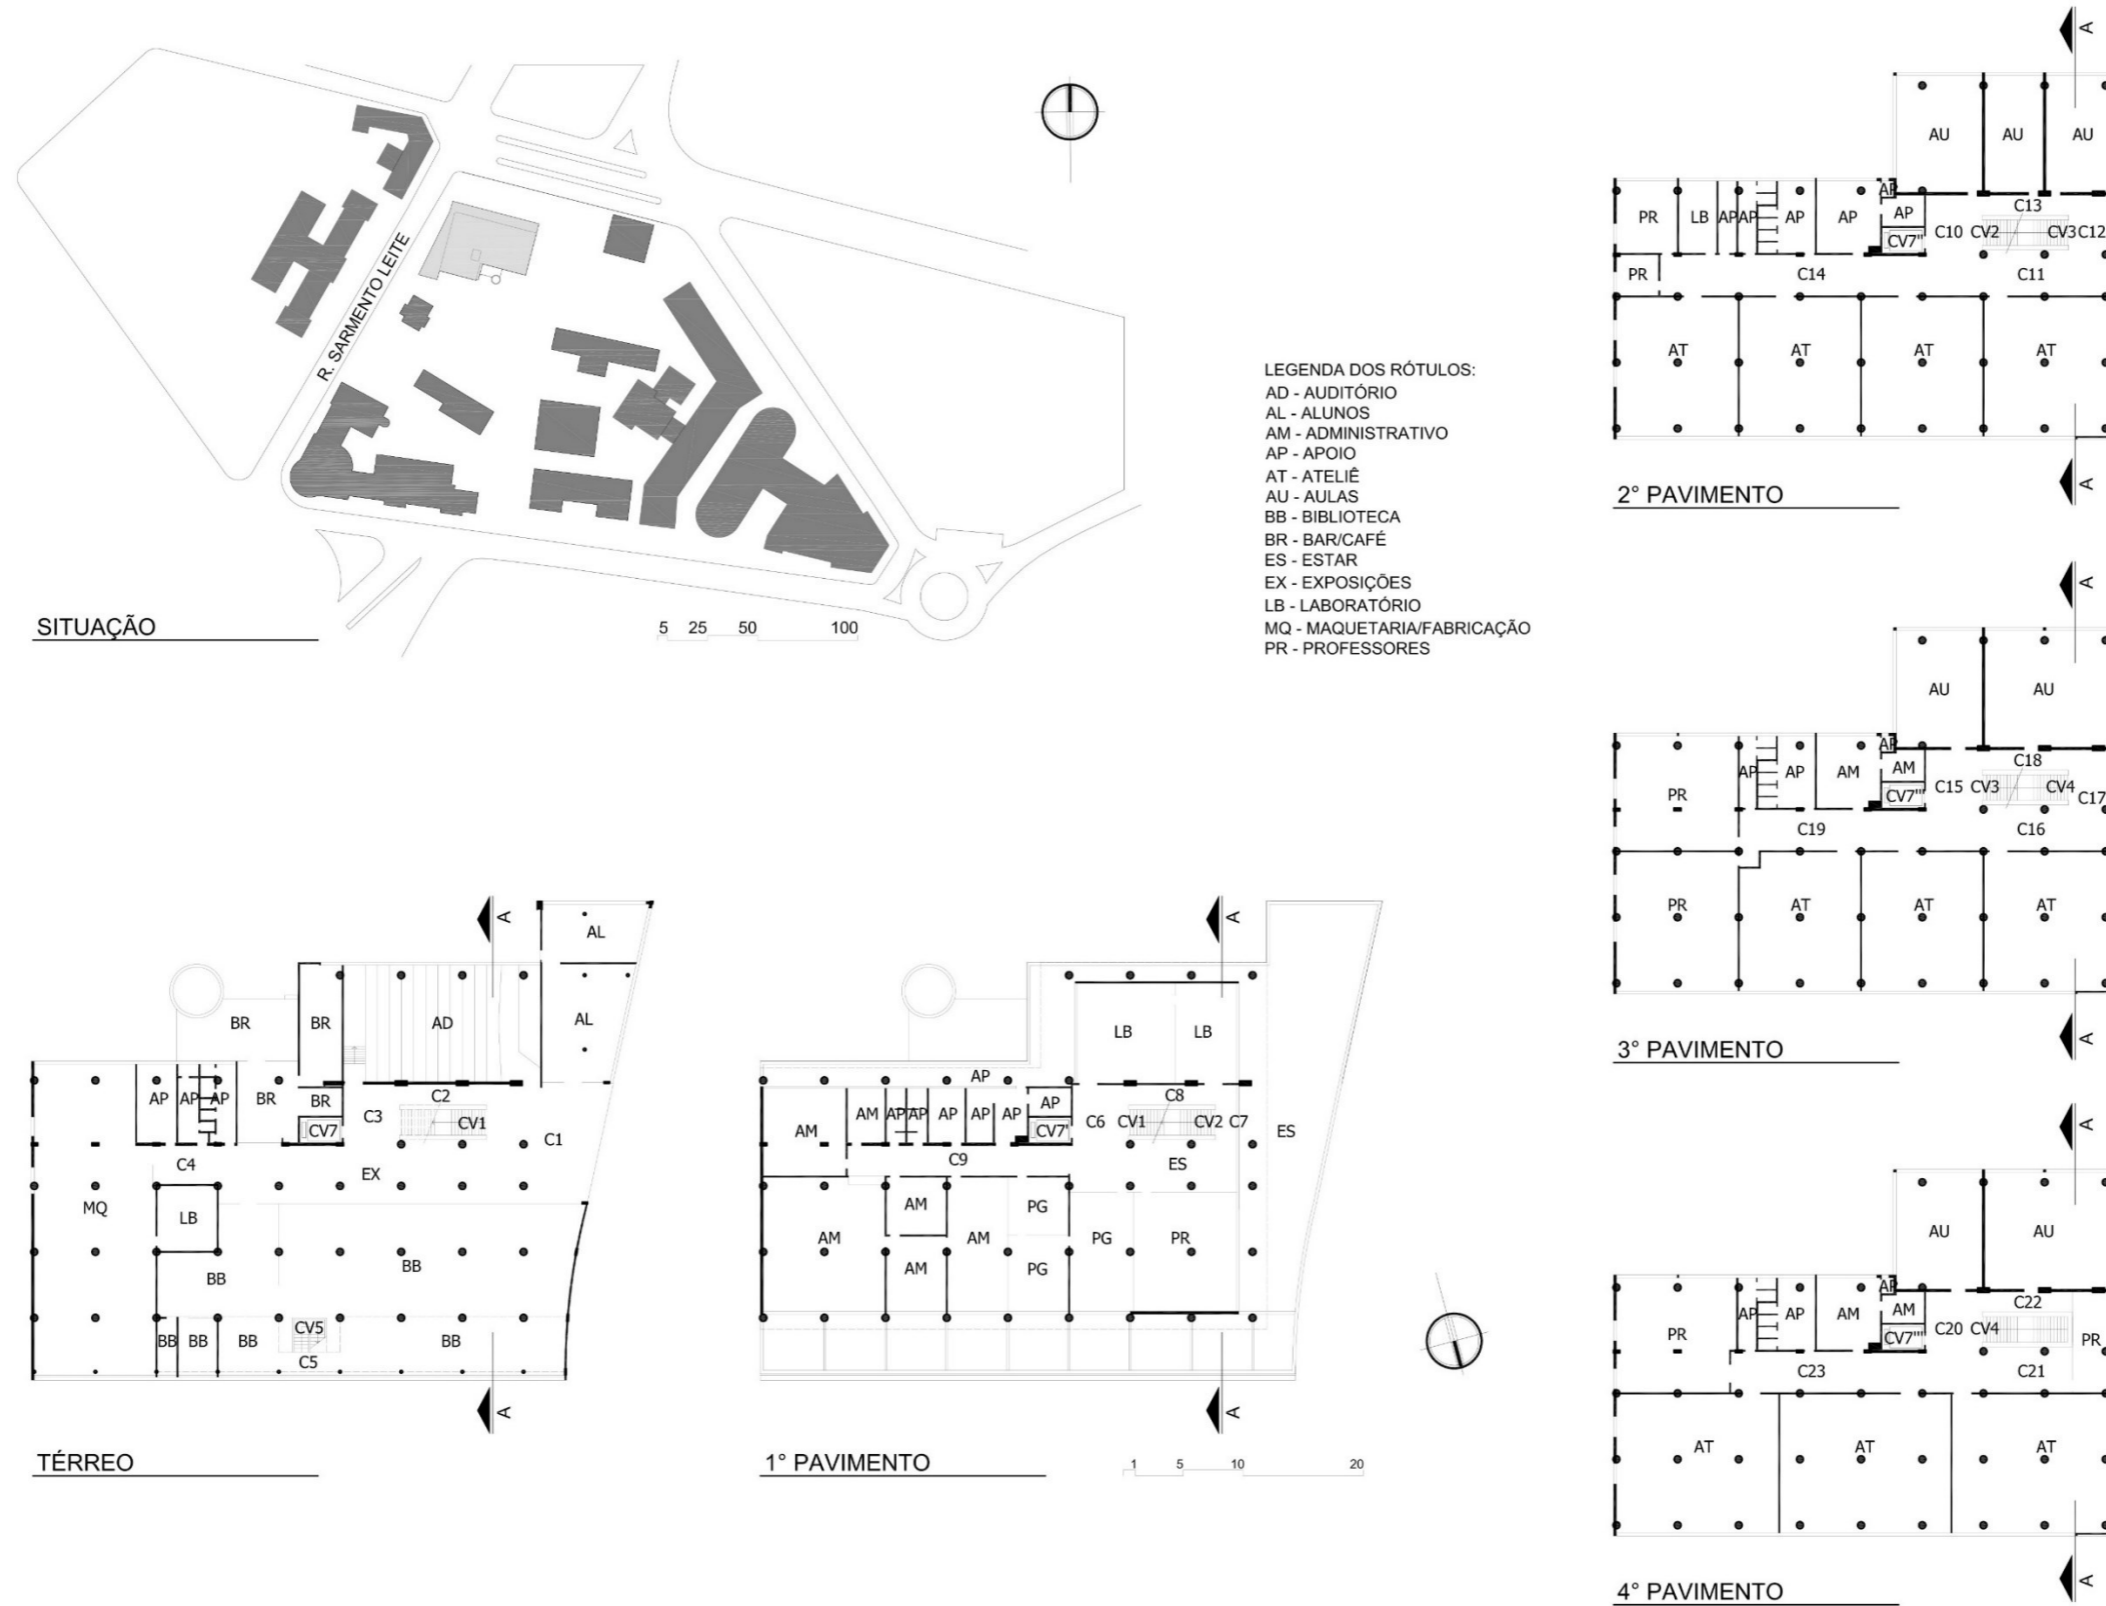 R. SARMENTO LEITE
SITUAÇÃO
5 25 50 100
LEGENDA DOS RÓTULOS:
AD - AUDITÓRIO
AL - ALUNOS
AM - ADMINISTRATIVO
AP - APOIO
AT - ATELIÊ
AU - AULAS
BB - BIBLIOTECA
BR - BAR/CAFÉ
ES - ESTAR
EX - EXPOSIÇÕES
LB - LABORATÓRIO
MQ - MAQUETARIA/FABRICAÇÃO
PR - PROFESSORES
A
AL
BR BR AD AL
AP AP AP BR BR C3 C2
CV7 CV1 C1
C4 EX
MQ LB
BB BB
BB BB BB CV5 BB
C5
A
TÉRREO
A
LB LB
AP
AM AM AP AP AP AP AP AP C6 CV1 C8 CV2 C7 ES
CV7'
C9 ES
AM PG
AM AM PG PR
AM PG
A
1° PAVIMENTO
1 5 10 20
A
AU AU AU
AP
PR LB AP AP AP AP AP C13
CV7'' C10 CV2 CV3 C12
PR C14 C11
AT AT AT AT
A
2° PAVIMENTO
A
AU AU
AP
AP AP AM AM C18
PR CV7''' C15 CV3 CV4 C17
C19 C16
PR AT AT AT
A
3° PAVIMENTO
A
AU AU
AP
AP AP AM AM C22
PR CV7'''' C20 CV4 PR
C23 C21
AT AT AT
A
4° PAVIMENTO